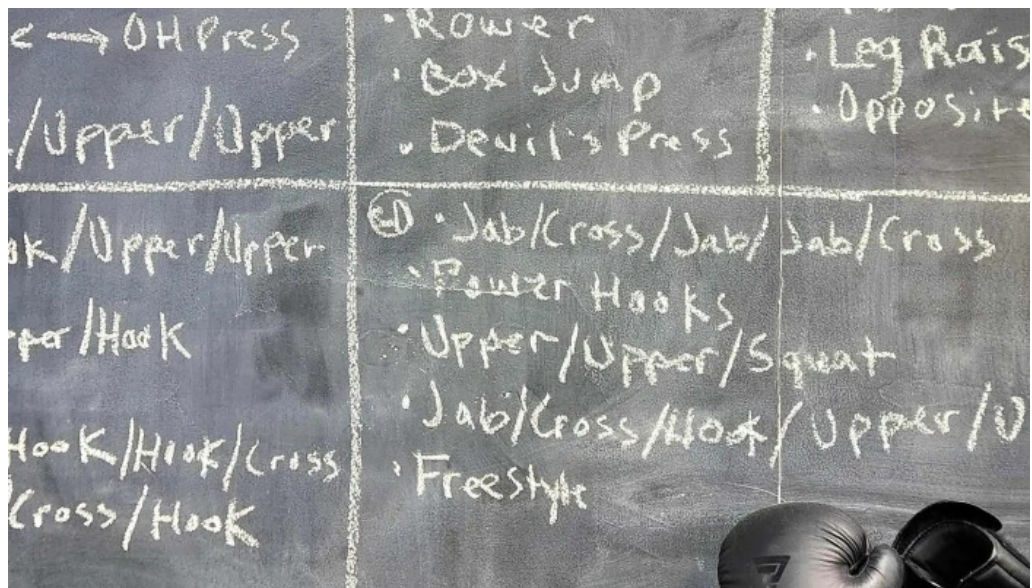 → OH Press
/Upper/Upper
Rower
Box Jump
Devil's Press
Leg Rais
Opposite
/Upper/Upper
/Hook
Hook/Hook/Cross
Cross/Hook
Jab/Cross/Jab/Jab/Cross
Power Hooks
Upper/Upper/Squat
Jab/Cross/Hook/Upper/U
Freestyle